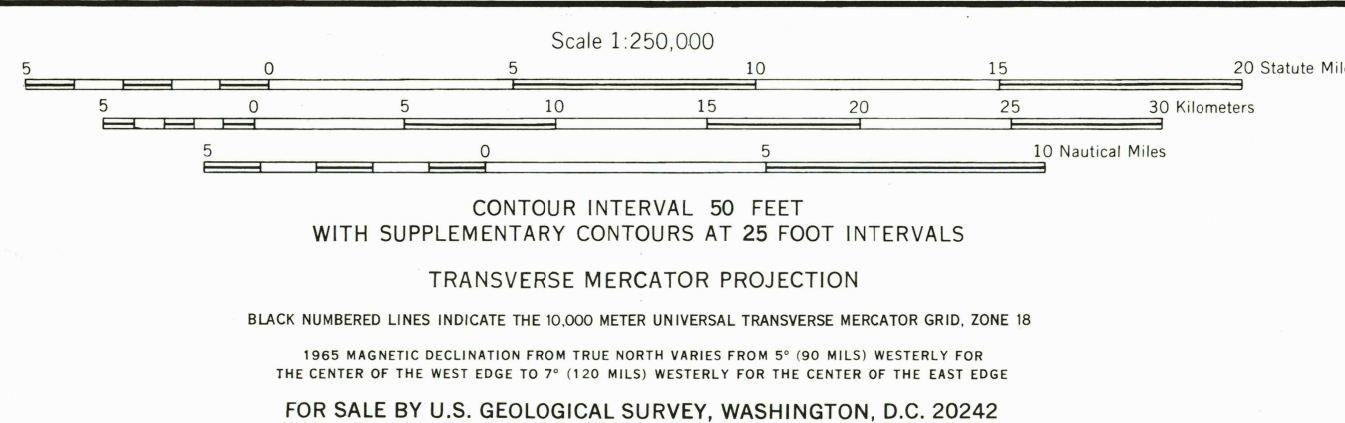 Scale 1:250,000
5 0 5 10 15 20 Statute Mil
5 0 5 10 15 20 25 30 Kilometers
5 0 5 10 Nautical Miles
CONTOUR INTERVAL 50 FEET
WITH SUPPLEMENTARY CONTOURS AT 25 FOOT INTERVALS
TRANSVERSE MERCATOR PROJECTION
BLACK NUMBERED LINES INDICATE THE 10,000 METER UNIVERSAL TRANSVERSE MERCATOR GRID, ZONE 18
1965 MAGNETIC DECLINATION FROM TRUE NORTH VARIES FROM 5° (90 MILS) WESTERLY FOR
THE CENTER OF THE WEST EDGE TO 7° (120 MILS) WESTERLY FOR THE CENTER OF THE EAST EDGE
FOR SALE BY U.S. GEOLOGICAL SURVEY, WASHINGTON, D.C. 20242